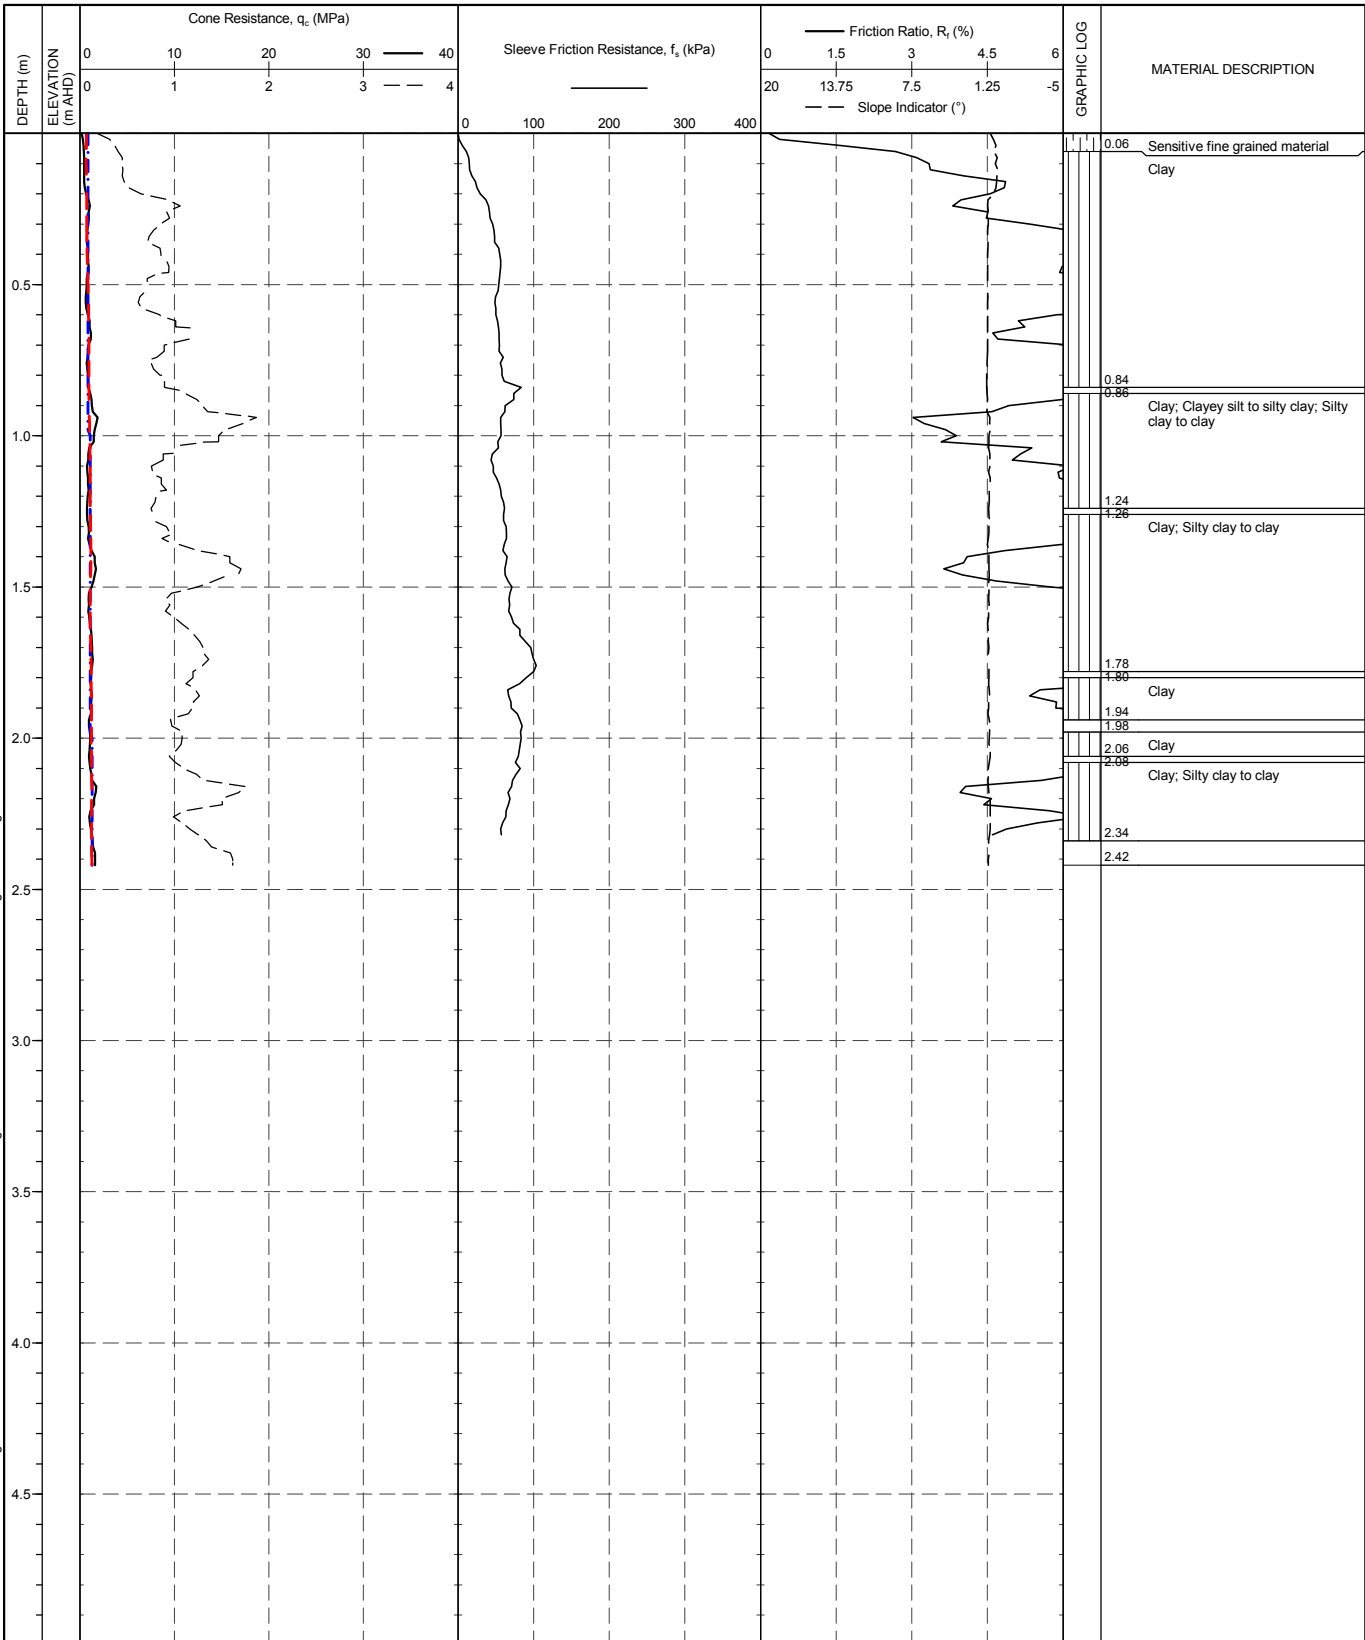 DEPTH (m)
ELEVATION
(m AHD)
Cone Resistance, qc (MPa)
0 40
10 20 30
0 1 2 3 4
Sleeve Friction Resistance, fs (kPa)
0 100 200 300 400
Friction Ratio, Rf (%)
0 1.5 3 4.5 6
20 13.75 7.5 1.25 -5
Slope Indicator (°)
GRAPHIC LOG
MATERIAL DESCRIPTION
0.06 Sensitive fine grained material
Clay
0.5
0.84
0.86
Clay; Clayey silt to silty clay; Silty
clay to clay
1.0
1.24
1.26
Clay; Silty clay to clay
1.5
1.78
1.80
Clay
1.94
1.98
2.0
Clay
2.06
2.08
Clay; Silty clay to clay
2.34
2.42
2.5
3.0
3.5
4.0
4.5